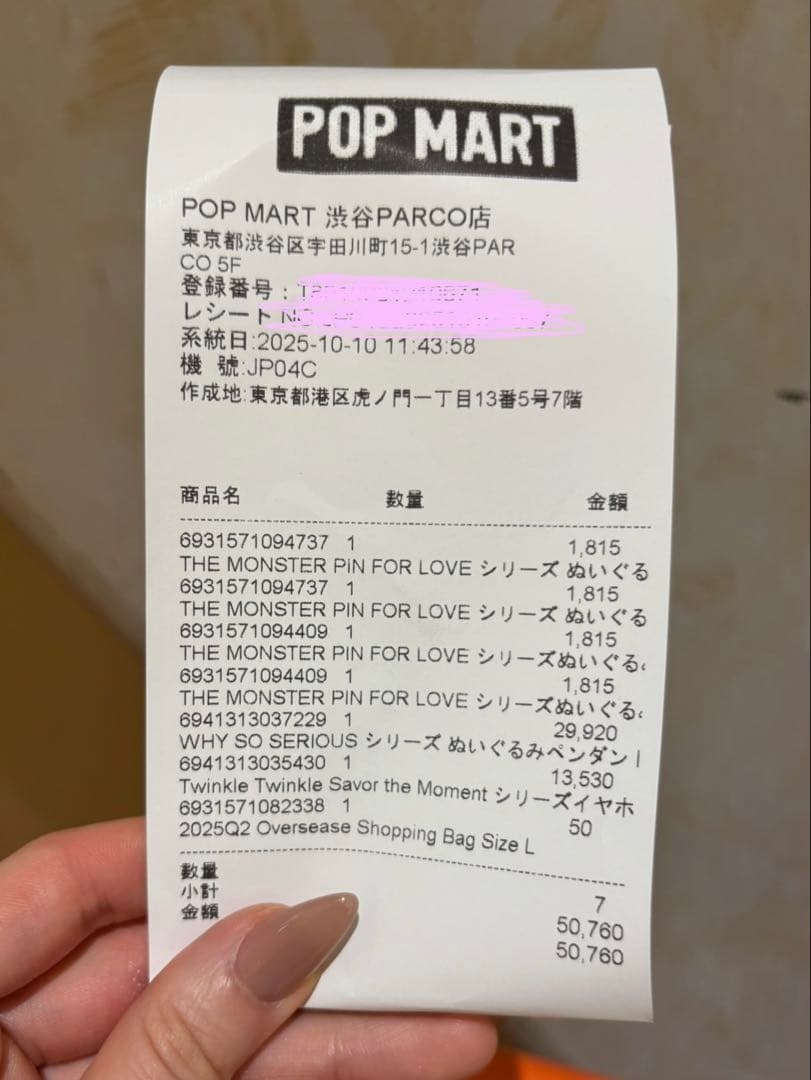 POP MART
POP MART 渋谷PARCO店
東京都渋谷区宇田川町15-1渋谷PAR
CO 5F
登録番号:
レシート
系統日:2025-10-10 11:43:58
機 號:JP04C
作成地:東京都港区虎ノ門一丁目13番5号7階
商品名 数量 金額
6931571094737 1 1,815
THE MONSTER PIN FOR LOVE シリーズ ぬいぐる
6931571094737 1 1,815
THE MONSTER PIN FOR LOVE シリーズ ぬいぐる
6931571094409 1 1,815
THE MONSTER PIN FOR LOVE シリーズぬいぐる
6931571094409 1 1,815
THE MONSTER PIN FOR LOVE シリーズぬいぐる
6941313037229 1 29,920
WHY SO SERIOUS シリーズ ぬいぐるみペンダン
6941313035430 1 13,530
Twinkle Twinkle Savor the Moment シリーズイヤホ
6931571082338 1 50
2025Q2 Oversease Shopping Bag Size L
数量 7
小計 50,760
金額 50,760